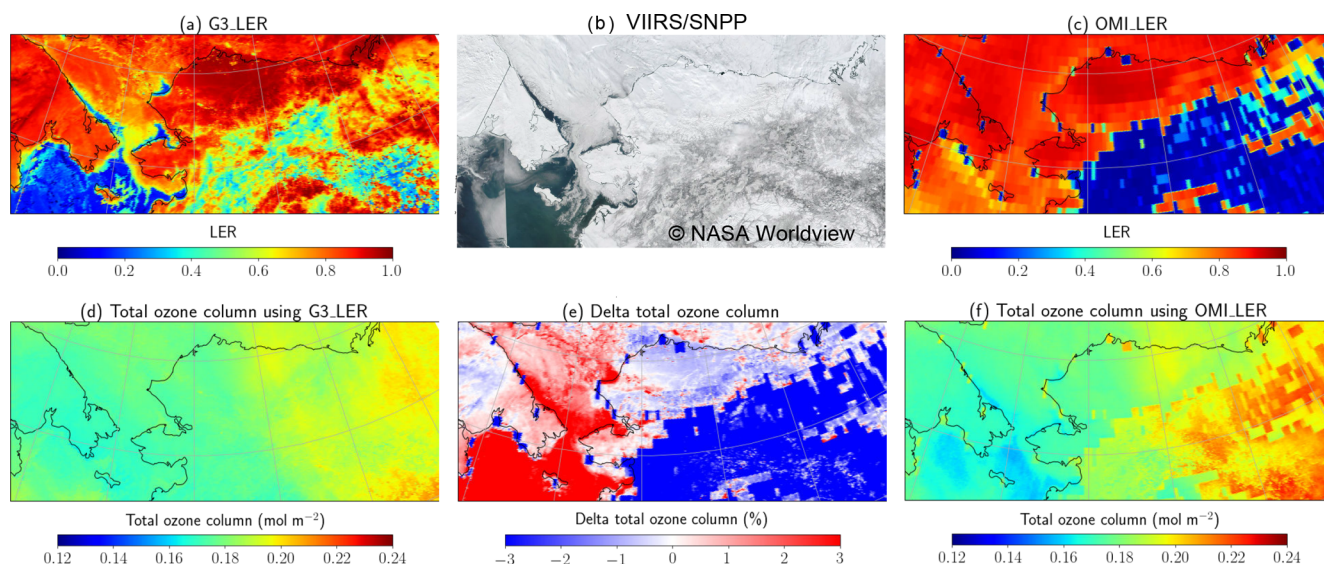 (a) G3_LER
(b) VIIRS/SNPP
(c) OMI_LER
© NASA Worldview
LER
0.0 0.2 0.4 0.6 0.8 1.0
LER
0.0 0.2 0.4 0.6 0.8 1.0
(d) Total ozone column using G3_LER
(e) Delta total ozone column
(f) Total ozone column using OMI_LER
Total ozone column (mol m⁻²)
0.12 0.14 0.16 0.18 0.20 0.22 0.24
Delta total ozone column (%)
−3 −2 −1 0 1 2 3
Total ozone column (mol m⁻²)
0.12 0.14 0.16 0.18 0.20 0.22 0.24